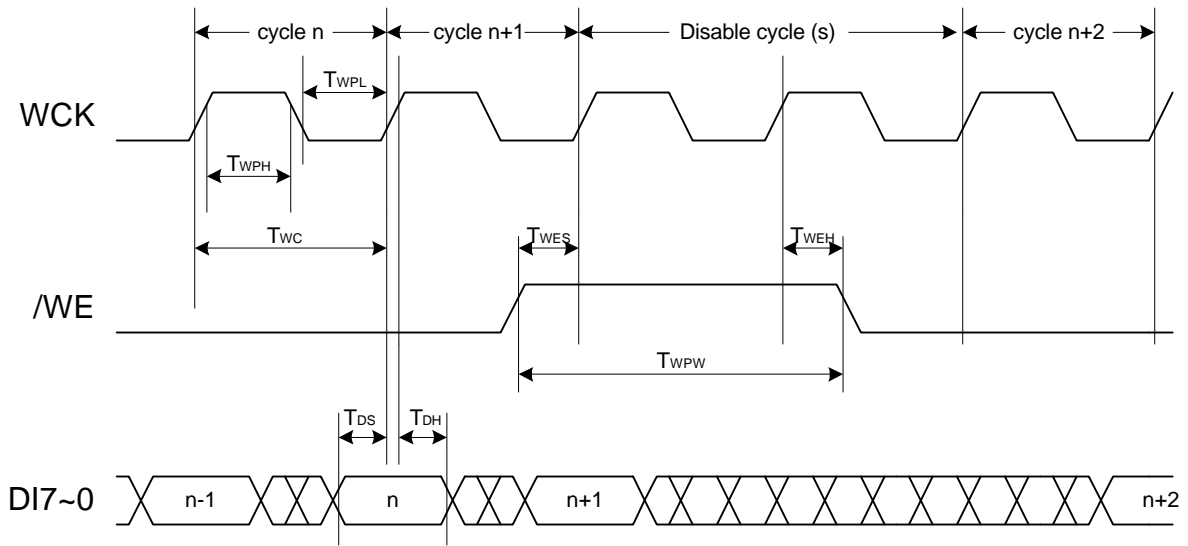 cycle n
cycle n+1
Disable cycle (s)
cycle n+2
TWPL
WCK
TWPH
TWC
TWES
TWEH
/WE
TWPW
TDS
TDH
DI7~0
n-1
n
n+1
n+2